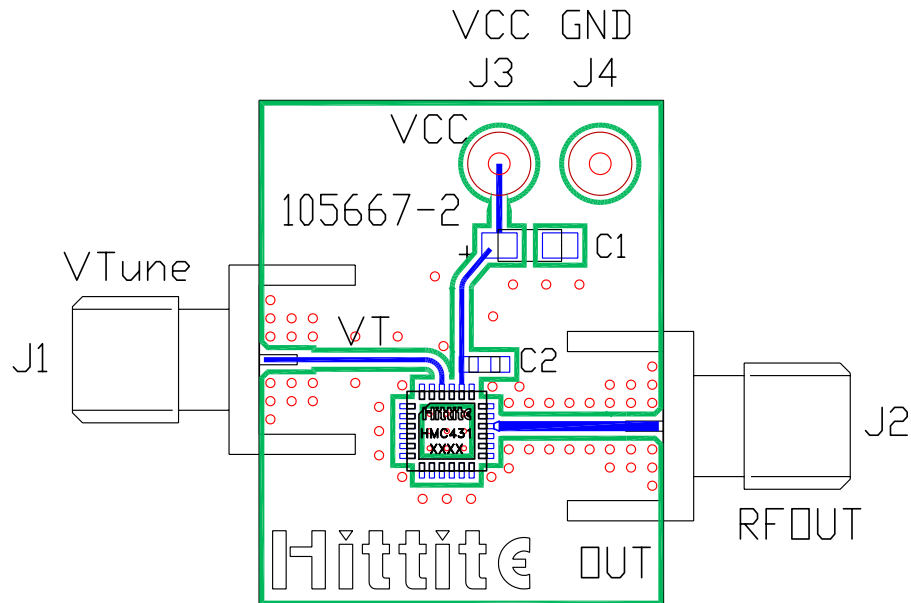 VCC GND
J3 J4
VCC
105667-2
+
C1
VTune
VT
J1
C2
Hittite
HMC431
XXXX
J2
RFOUT
Hittite
OUT